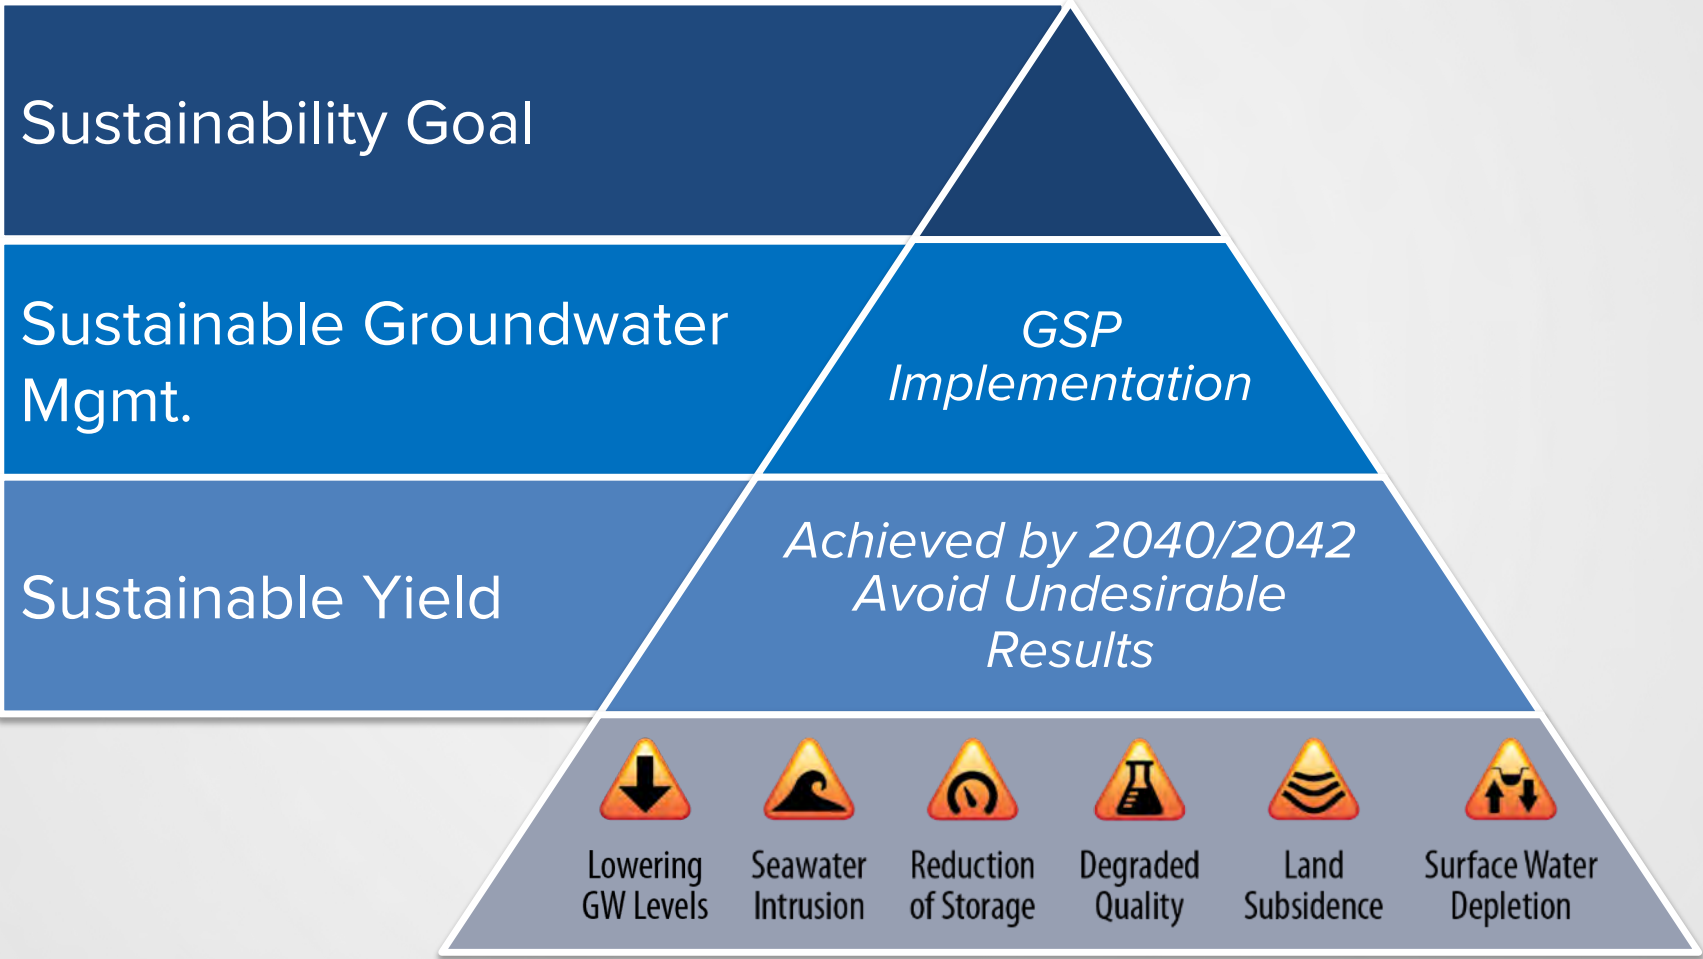 Sustainability Goal
Sustainable Groundwater
Mgmt.
GSP
Implementation
Sustainable Yield
Achieved by 2040/2042
Avoid Undesirable
Results
Lowering
GW Levels
Seawater
Intrusion
Reduction
of Storage
Degraded
Quality
Land
Subsidence
Surface Water
Depletion